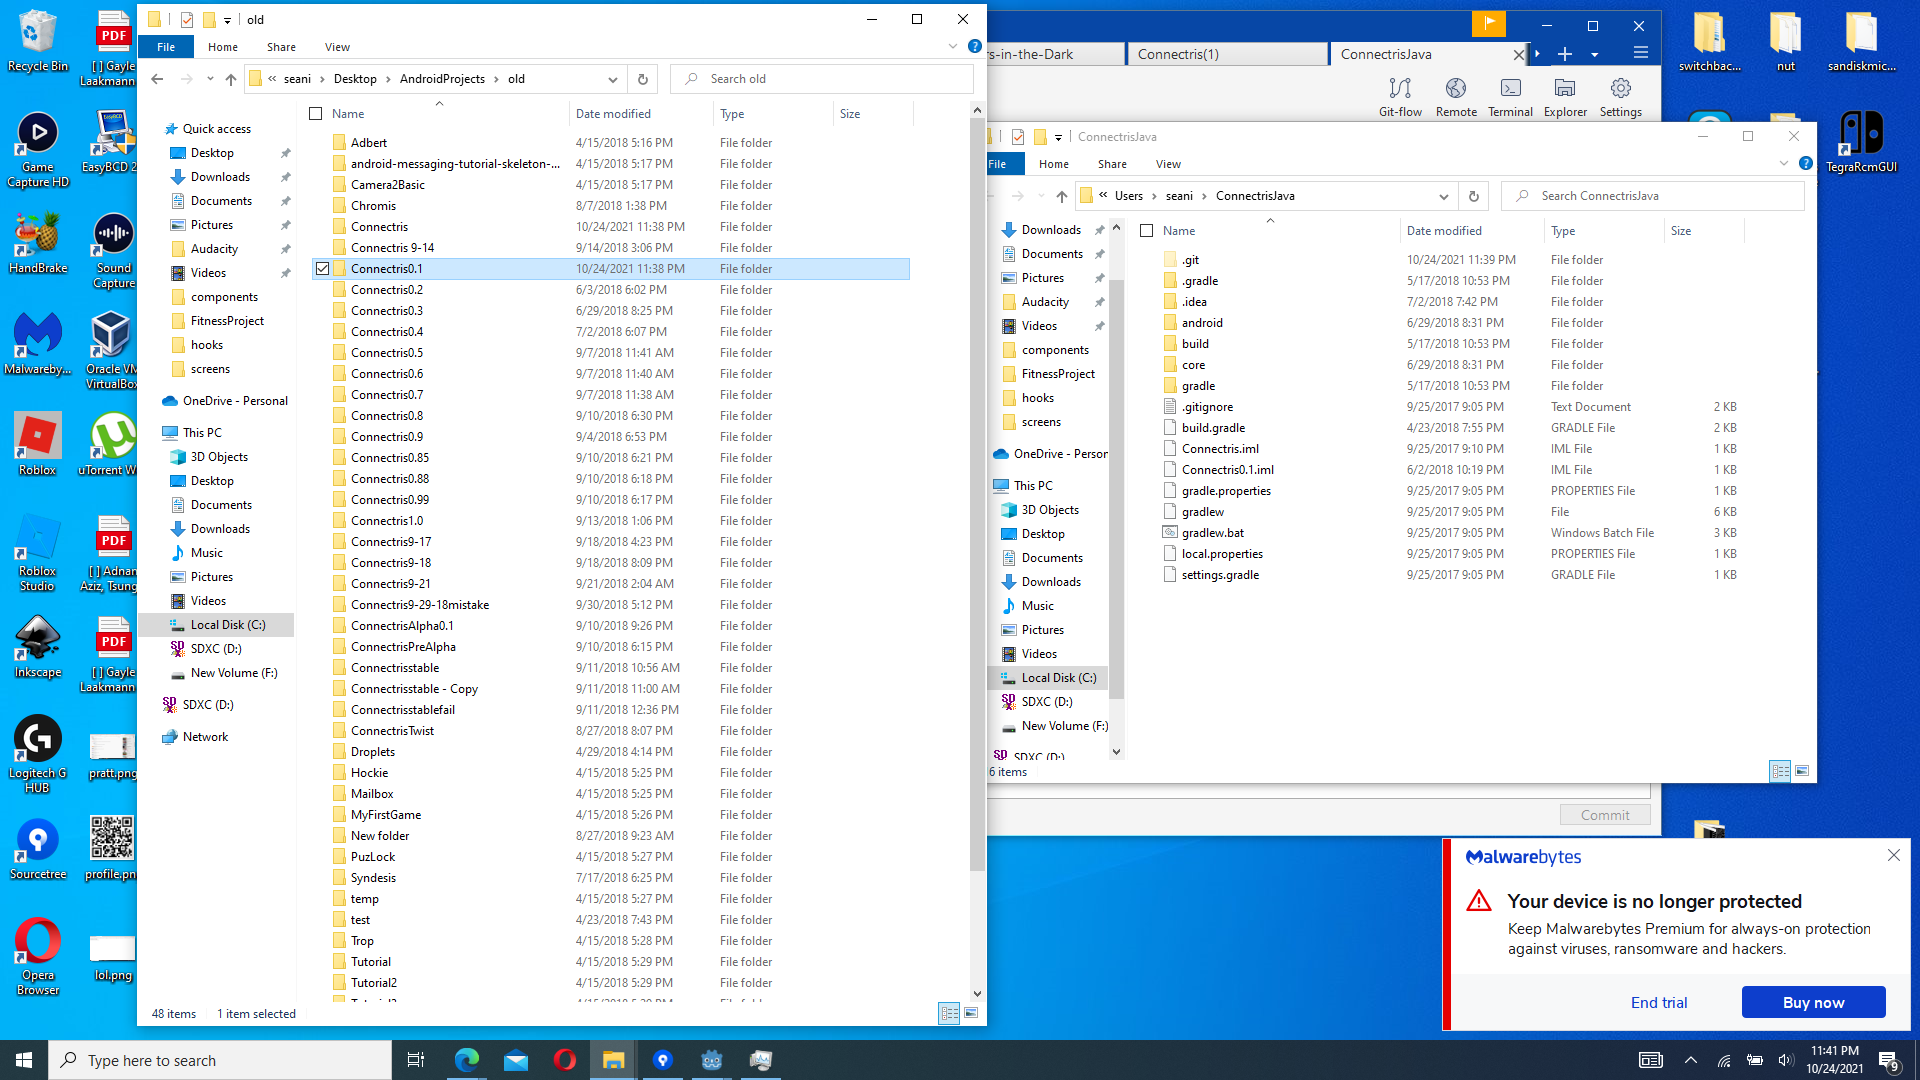 Recycle Bin
[ ] Gayle
Laakmann
Game
Capture HD
EasyBCD 2
HandBrake
Sound
Capture
Malwareby...
Oracle VM
VirtualBox
Roblox
uTorrent W
Roblox
Studio
[ ] Adnan
Aziz, Tsung
Inkscape
[ ] Gayle
Laakmann
Logitech G
HUB
pratt.png
Sourcetree
profile.pn
Opera
Browser
lol.png
PDF
PDF
PDF
old
File
Home
Share
View
« seani > Desktop > AndroidProjects > old
Search old
Quick access
Desktop
Downloads
Documents
Pictures
Audacity
Videos
components
FitnessProject
hooks
screens
OneDrive - Personal
This PC
3D Objects
Desktop
Documents
Downloads
Music
Pictures
Videos
Local Disk (C:)
SDXC (D:)
New Volume (F:)
SDXC (D:)
Network
Name Date modified Type Size
Adbert 4/15/2018 5:16 PM File folder
android-messaging-tutorial-skeleton-... 4/15/2018 5:17 PM File folder
Camera2Basic 4/15/2018 5:17 PM File folder
Chromis 8/7/2018 1:38 PM File folder
Connectris 10/24/2021 11:38 PM File folder
Connectris 9-14 9/14/2018 3:06 PM File folder
Connectris0.1 10/24/2021 11:38 PM File folder
Connectris0.2 6/3/2018 6:02 PM File folder
Connectris0.3 6/29/2018 8:25 PM File folder
Connectris0.4 7/2/2018 6:07 PM File folder
Connectris0.5 9/7/2018 11:41 AM File folder
Connectris0.6 9/7/2018 11:40 AM File folder
Connectris0.7 9/7/2018 11:38 AM File folder
Connectris0.8 9/10/2018 6:30 PM File folder
Connectris0.9 9/4/2018 6:53 PM File folder
Connectris0.85 9/10/2018 6:21 PM File folder
Connectris0.88 9/10/2018 6:18 PM File folder
Connectris0.99 9/10/2018 6:17 PM File folder
Connectris1.0 9/13/2018 1:06 PM File folder
Connectris9-17 9/18/2018 4:23 PM File folder
Connectris9-18 9/18/2018 8:09 PM File folder
Connectris9-21 9/21/2018 2:04 AM File folder
Connectris9-29-18mistake 9/30/2018 5:12 PM File folder
ConnectrisAlpha0.1 9/10/2018 9:26 PM File folder
ConnectrisPreAlpha 9/10/2018 6:15 PM File folder
Connectrisstable 9/11/2018 10:56 AM File folder
Connectrisstable - Copy 9/11/2018 11:00 AM File folder
Connectrisstablefail 9/11/2018 12:36 PM File folder
ConnectrisTwist 8/27/2018 8:07 PM File folder
Droplets 4/29/2018 4:14 PM File folder
Hockie 4/15/2018 5:25 PM File folder
Mailbox 4/15/2018 5:25 PM File folder
MyFirstGame 4/15/2018 5:26 PM File folder
New folder 8/27/2018 9:23 AM File folder
PuzLock 4/15/2018 5:27 PM File folder
Syndesis 7/17/2018 6:25 PM File folder
temp 4/15/2018 5:27 PM File folder
test 4/23/2018 7:43 PM File folder
Trop 4/15/2018 5:28 PM File folder
Tutorial 4/15/2018 5:29 PM File folder
Tutorial2 4/15/2018 5:29 PM File folder
48 items 1 item selected
rs-in-the-Dark
Connectris(1)
ConnectrisJava
Git-flow
Remote
Terminal
Explorer
Settings
ConnectrisJava
File
Home
Share
View
« Users > seani > ConnectrisJava
Search ConnectrisJava
Downloads
Documents
Pictures
Audacity
Videos
components
FitnessProject
hooks
screens
OneDrive - Person
This PC
3D Objects
Desktop
Documents
Downloads
Music
Pictures
Videos
Local Disk (C:)
SDXC (D:)
New Volume (F:)
SDXC (D:)
Name Date modified Type Size
.git 10/24/2021 11:39 PM File folder
.gradle 5/17/2018 10:53 PM File folder
.idea 7/2/2018 7:42 PM File folder
android 6/29/2018 8:31 PM File folder
build 5/17/2018 10:53 PM File folder
core 6/29/2018 8:31 PM File folder
gradle 5/17/2018 10:53 PM File folder
.gitignore 9/25/2017 9:05 PM Text Document 2 KB
build.gradle 4/23/2018 7:55 PM GRADLE File 2 KB
Connectris.iml 9/25/2017 9:10 PM IML File 1 KB
Connectris0.1.iml 6/2/2018 10:19 PM IML File 1 KB
gradle.properties 9/25/2017 9:05 PM PROPERTIES File 1 KB
gradlew 9/25/2017 9:05 PM File 6 KB
gradlew.bat 9/25/2017 9:05 PM Windows Batch File 3 KB
local.properties 9/25/2017 9:05 PM PROPERTIES File 1 KB
settings.gradle 9/25/2017 9:05 PM GRADLE File 1 KB
6 items
Commit
switchbac...
nut
sandiskmic...
TegraRcmGUI
Malwarebytes
Your device is no longer protected
Keep Malwarebytes Premium for always-on protection
against viruses, ransomware and hackers.
End trial
Buy now
Type here to search
11:41 PM
10/24/2021
9